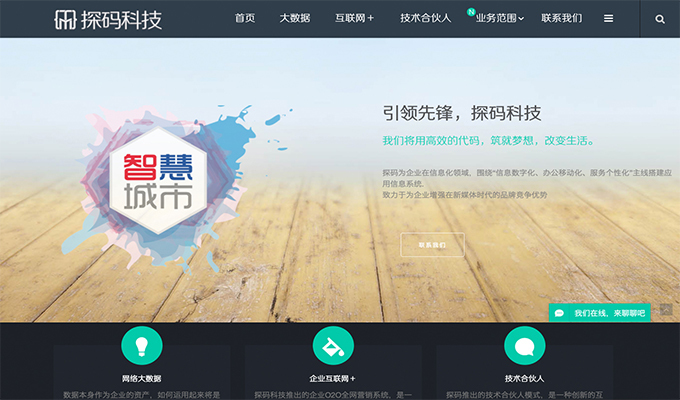 探码科技
首页 大数据 互联网＋ 技术合伙人 N 业务范围 联系我们
引领先锋，探码科技
我们将用高效的代码，筑就梦想，改变生活。
智慧
城市
探码为企业在信息化领域，围绕“信息数字化、办公移动化、服务个性化”主线搭建应
用信息系统.
致力于为企业增强在新媒体时代的品牌竞争优势
联系我们
我们在线，来聊聊吧
网络大数据 企业互联网＋ 技术合伙人
数据本身作为企业的资产，如何运用起来将是 探码科技推出的企业O2O全网营销系统，是一 探码推出的技术合伙人模式，是一种创新的互